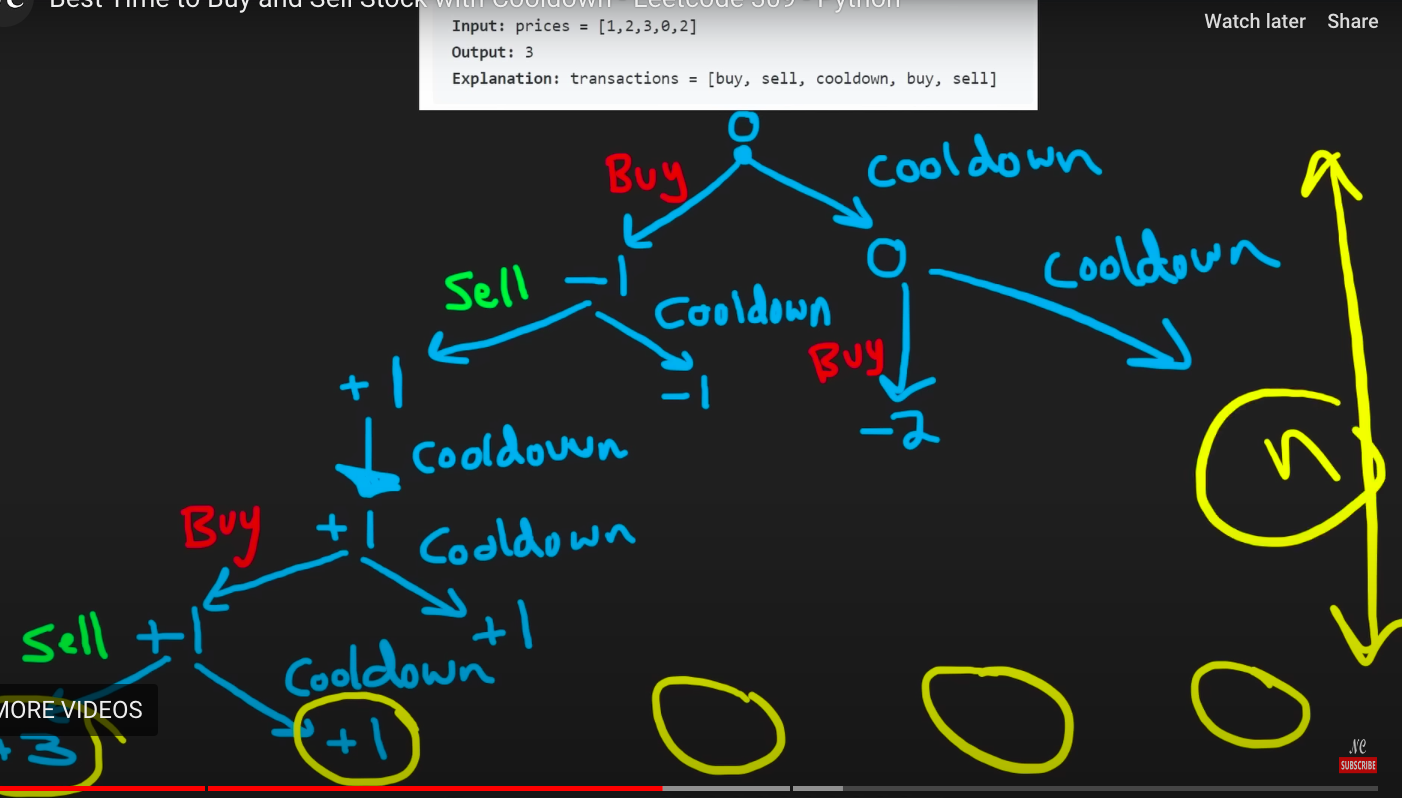 Best Time to Buy and Sell Stock with Cooldown - Leetcode 309 - Python
Watch later Share
Input: prices = [1,2,3,0,2]
Output: 3
Explanation: transactions = [buy, sell, cooldown, buy, sell]
0
Buy
Cooldown
Sell
-1
Cooldown
0
Cooldown
+1
-1
Buy
-2
n
Cooldown
Buy
+1
Cooldown
Sell
+1
+1
Cooldown
MORE VIDEOS
+3
+1
NC
SUBSCRIBE